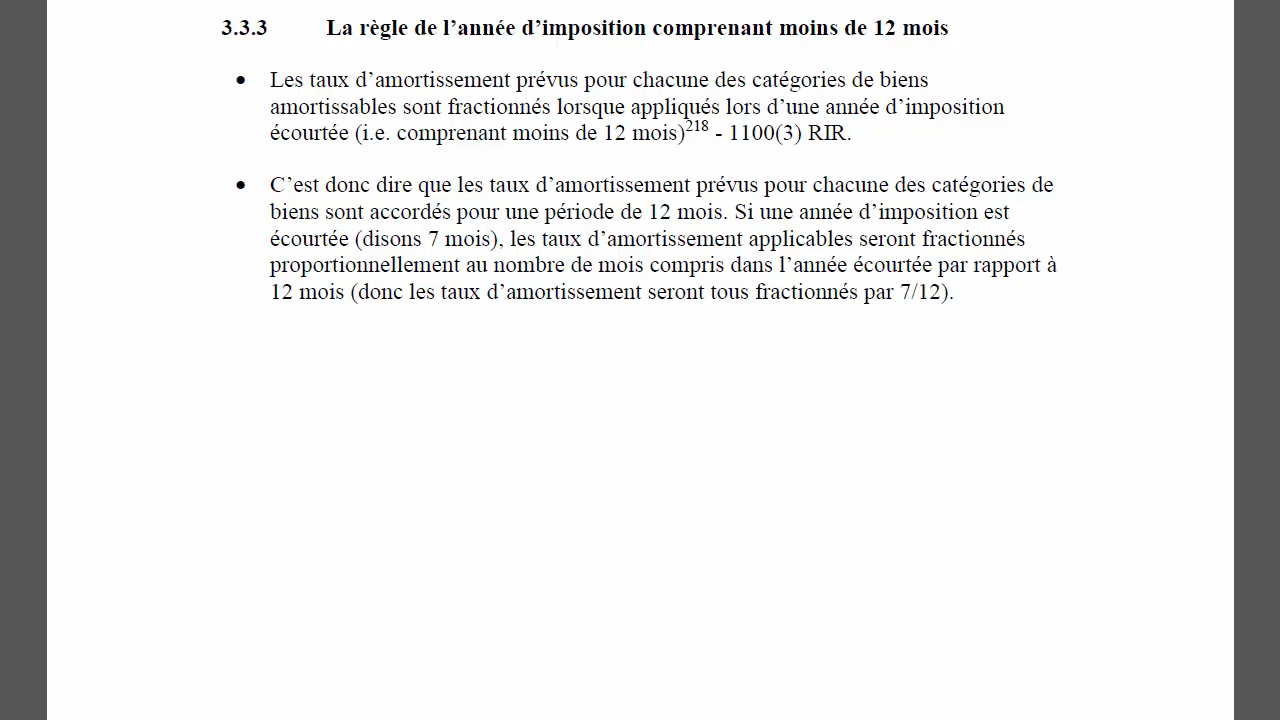 3.3.3 La règle de l’année d’imposition comprenant moins de 12 mois
• Les taux d’amortissement prévus pour chacune des catégories de biens
amortissables sont fractionnés lorsque appliqués lors d’une année d’imposition
écourtée (i.e. comprenant moins de 12 mois)218 - 1100(3) RIR.
• C’est donc dire que les taux d’amortissement prévus pour chacune des catégories de
biens sont accordés pour une période de 12 mois. Si une année d’imposition est
écourtée (disons 7 mois), les taux d’amortissement applicables seront fractionnés
proportionnellement au nombre de mois compris dans l’année écourtée par rapport à
12 mois (donc les taux d’amortissement seront tous fractionnés par 7/12).